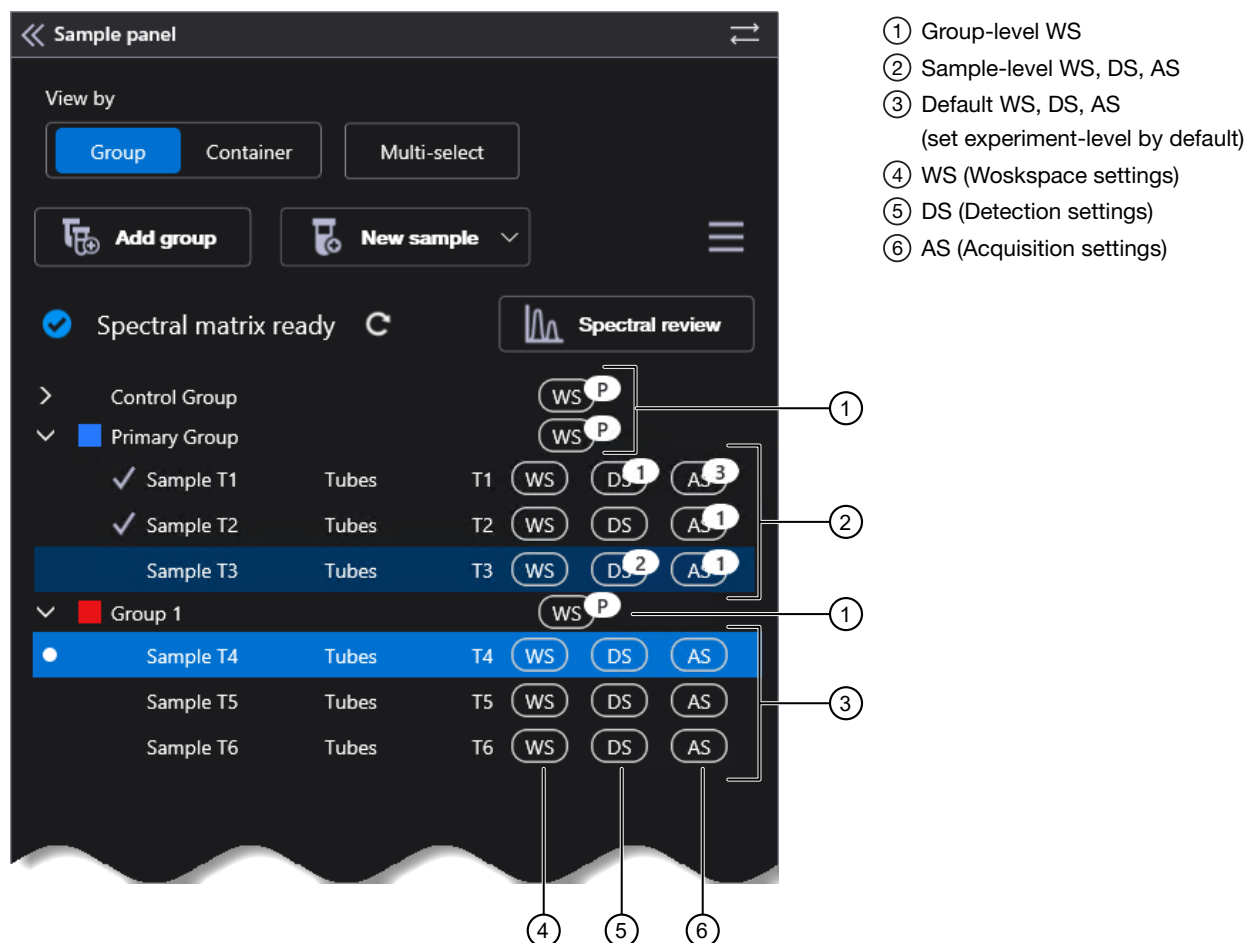 Sample panel
View by
Group Container Multi-select
Add group New sample
Spectral matrix ready Spectral review
Control Group WS P
Primary Group WS P
Sample T1 Tubes T1 WS DS 1 AS 3
Sample T2 Tubes T2 WS DS AS 1
Sample T3 Tubes T3 WS DS 2 AS 1
Group 1 WS P
Sample T4 Tubes T4 WS DS AS
Sample T5 Tubes T5 WS DS AS
Sample T6 Tubes T6 WS DS AS
1
2
1
3
4 5 6
1 Group-level WS
2 Sample-level WS, DS, AS
3 Default WS, DS, AS
(set experiment-level by default)
4 WS (Woskspace settings)
5 DS (Detection settings)
6 AS (Acquisition settings)